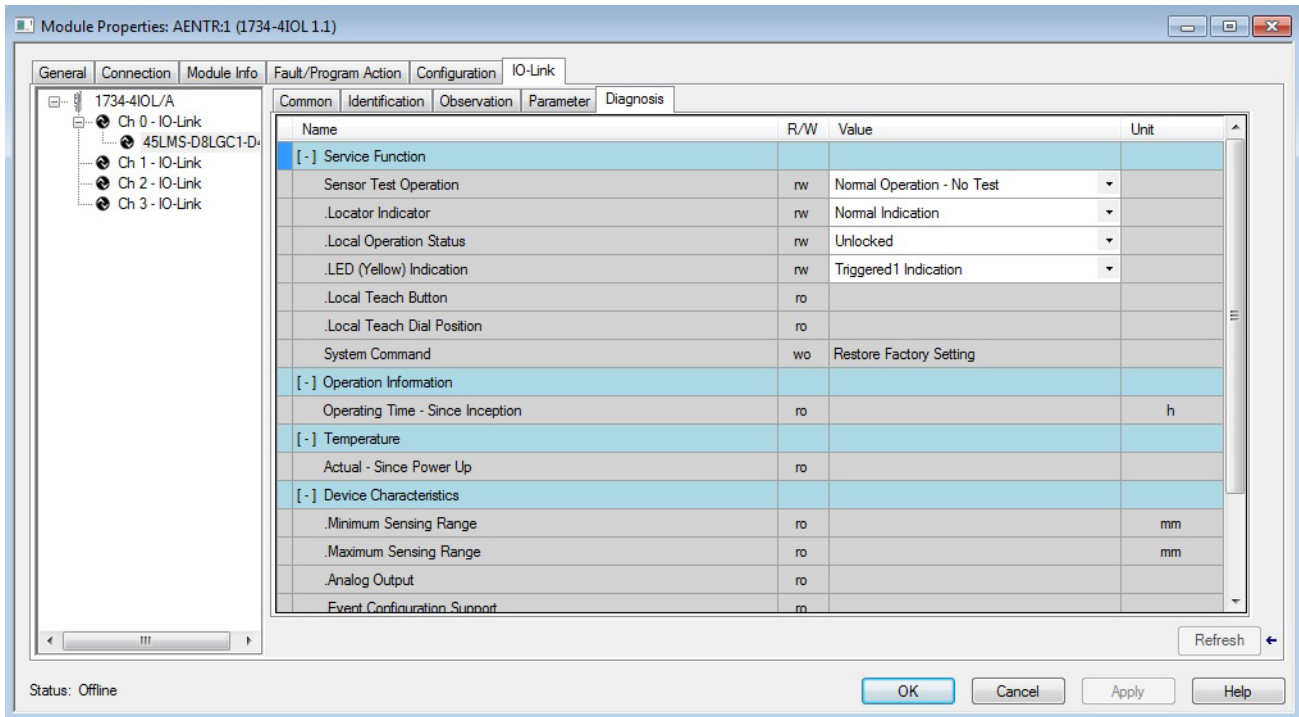 Module Properties: AENTR:1 (1734-4IOL 1.1)
General Connection Module Info Fault/Program Action Configuration IO-Link
1734-4IOL/A
Ch 0 - IO-Link
45LMS-D8LGC1-D
Ch 1 - IO-Link
Ch 2 - IO-Link
Ch 3 - IO-Link
Common Identification Observation Parameter Diagnosis
Name R/W Value Unit
[-] Service Function
Sensor Test Operation rw Normal Operation - No Test
.Locator Indicator rw Normal Indication
.Local Operation Status rw Unlocked
.LED (Yellow) Indication rw Triggered1 Indication
.Local Teach Button ro
.Local Teach Dial Position ro
System Command wo Restore Factory Setting
[-] Operation Information
Operating Time - Since Inception ro h
[-] Temperature
Actual - Since Power Up ro
[-] Device Characteristics
.Minimum Sensing Range ro mm
.Maximum Sensing Range ro mm
.Analog Output ro
.Event Configuration Support ro
Refresh
Status: Offline
OK Cancel Apply Help